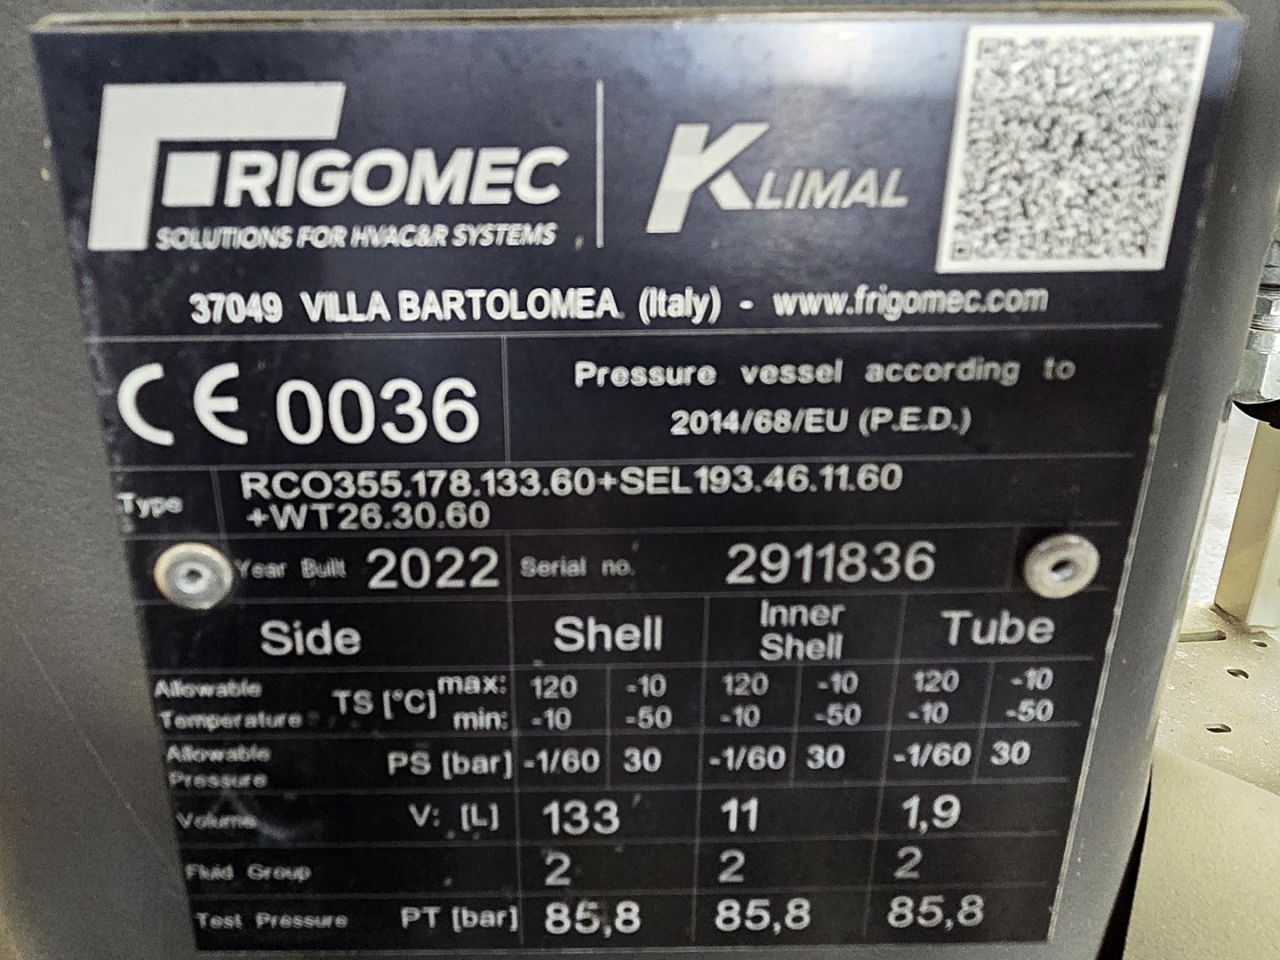 FRIGOMEC
SOLUTIONS FOR HVAC&R SYSTEMS
KLIMAL
37049 VILLA BARTOLOMEA (Italy) - www.frigomec.com
CE 0036
Pressure vessel according to
2014/68/EU (P.E.D.)
Type
RCO355.178.133.60+SEL193.46.11.60
+WT26.30.60
Year Built 2022 Serial no. 2911836
Side Shell Inner Shell Tube
Allowable Temperature TS [°C] max: 120 -10 120 -10 120 -10
min: -10 -50 -10 -50 -10 -50
Allowable Pressure PS [bar] -1/60 30 -1/60 30 -1/60 30
Volume V: [L] 133 11 1,9
Fluid Group 2 2 2
Test Pressure PT [bar] 85,8 85,8 85,8